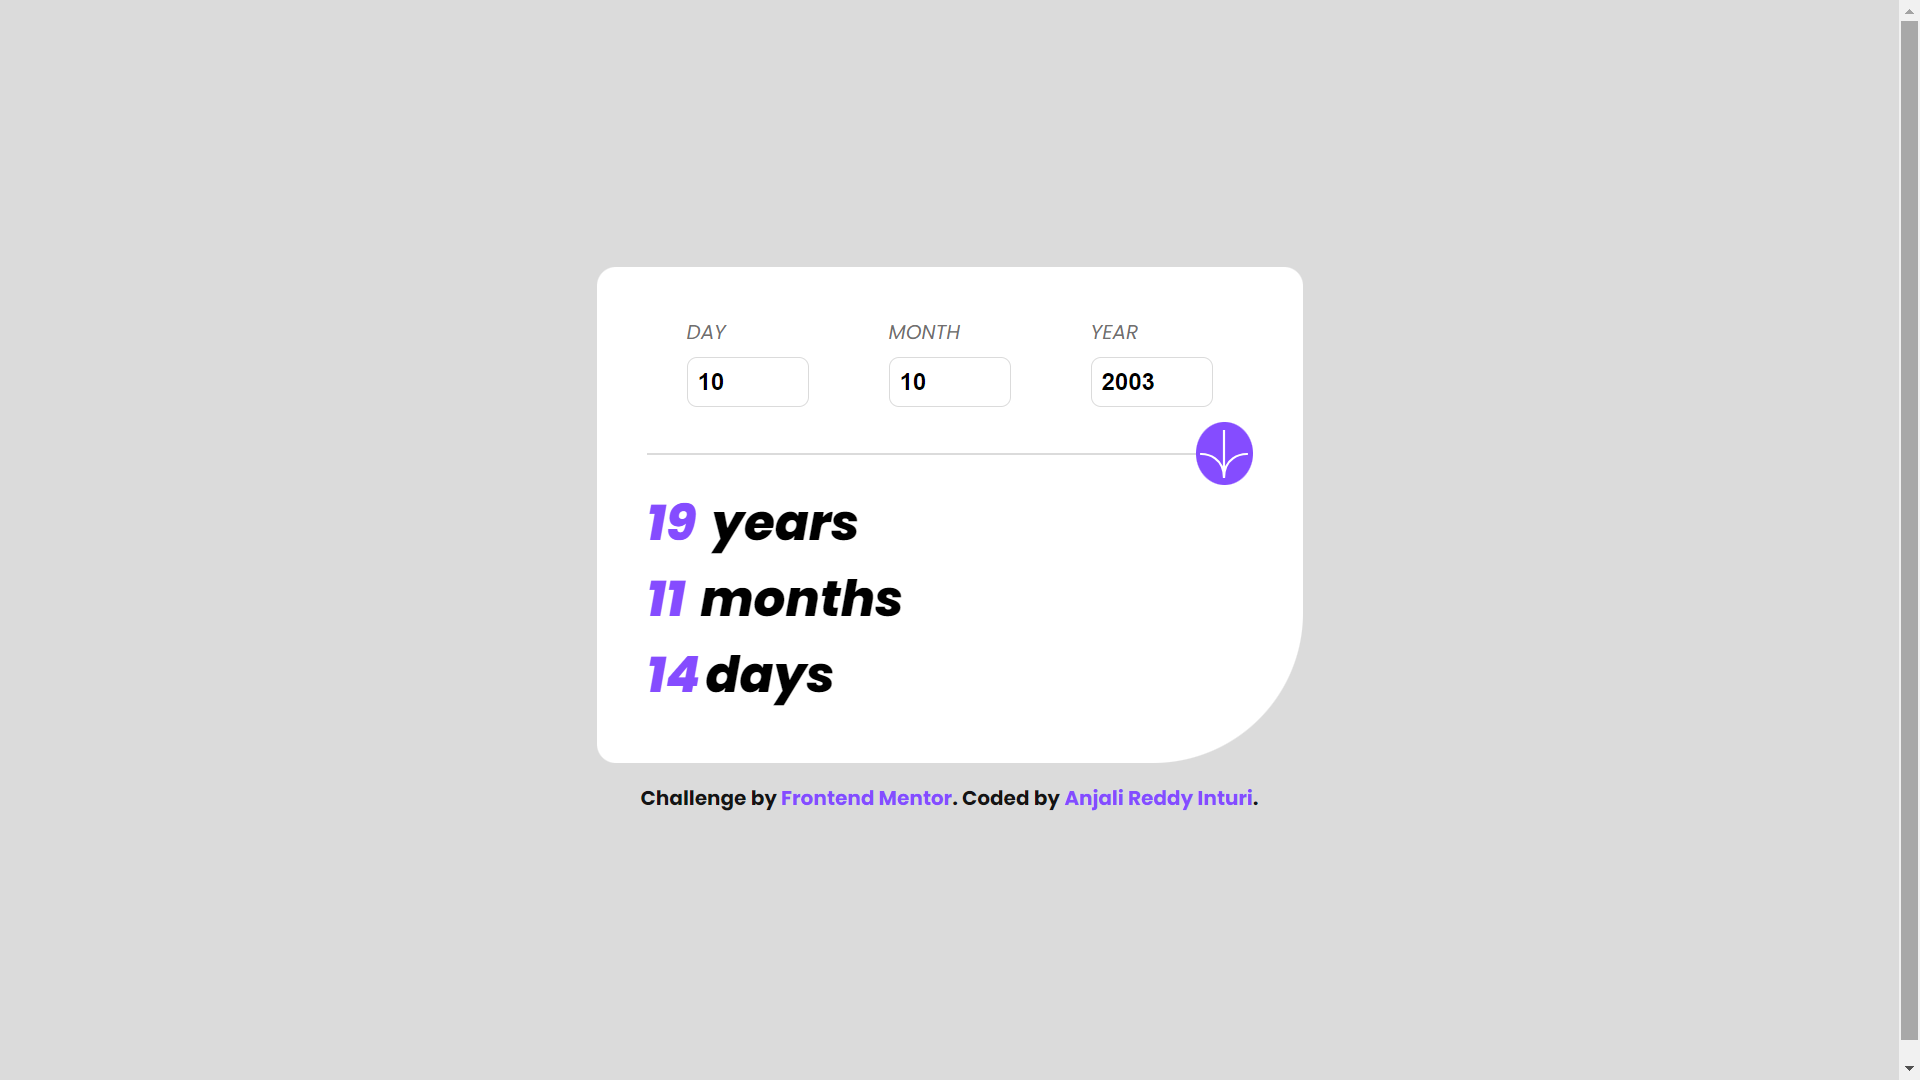 DAY MONTH YEAR
10 10 2003
19 years
11 months
14 days
Challenge by Frontend Mentor. Coded by Anjali Reddy Inturi.